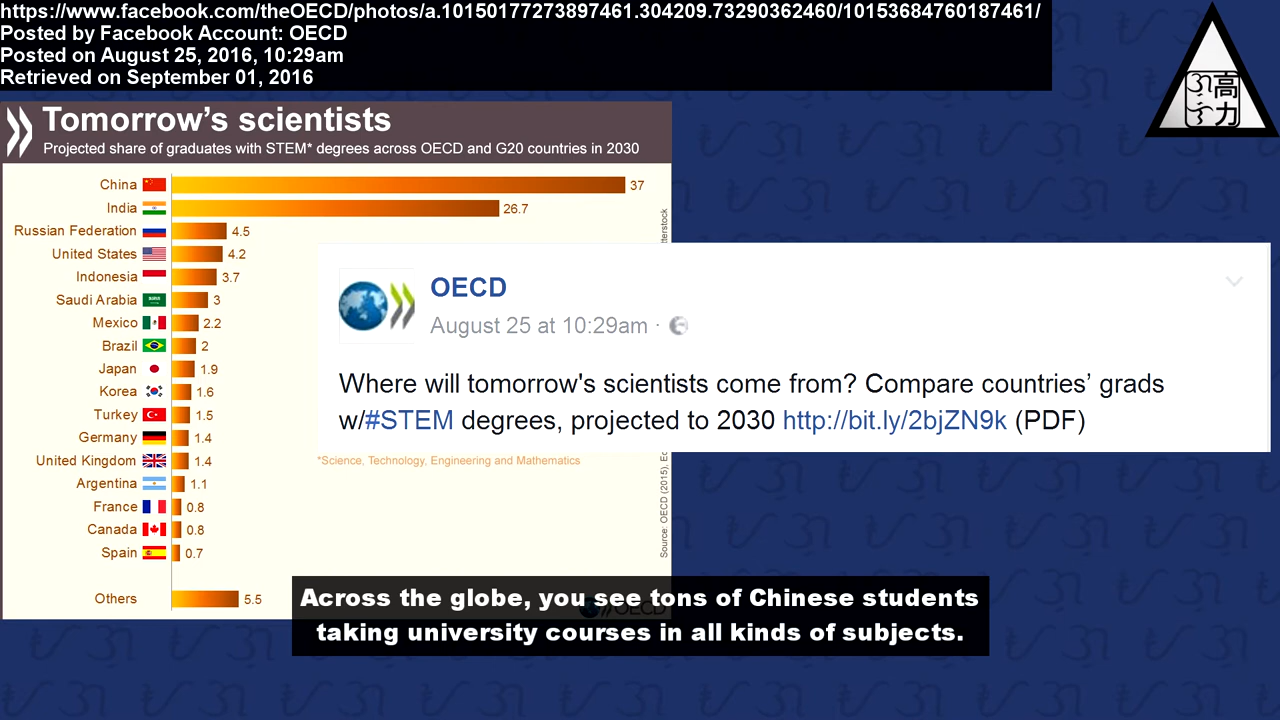 https://www.facebook.com/theOECD/photos/a.10150177273897461.304209.73290362460/10153684760187461/
Posted by Facebook Account: OECD
Posted on August 25, 2016, 10:29am
Retrieved on September 01, 2016
高
力
Tomorrow's scientists
Projected share of graduates with STEM* degrees across OECD and G20 countries in 2030
China 37
India 26.7
Russian Federation 4.5
United States 4.2
Indonesia 3.7
Saudi Arabia 3
Mexico 2.2
Brazil 2
Japan 1.9
Korea 1.6
Turkey 1.5
Germany 1.4
United Kingdom 1.4
Argentina 1.1
France 0.8
Canada 0.8
Spain 0.7
Others 5.5
*Science, Technology, Engineering and Mathematics
Source: OECD (2015),
OECD
August 25 at 10:29am ·
Where will tomorrow's scientists come from? Compare countries' grads
w/#STEM degrees, projected to 2030 http://bit.ly/2bjZN9k (PDF)
OECD
Across the globe, you see tons of Chinese students
taking university courses in all kinds of subjects.